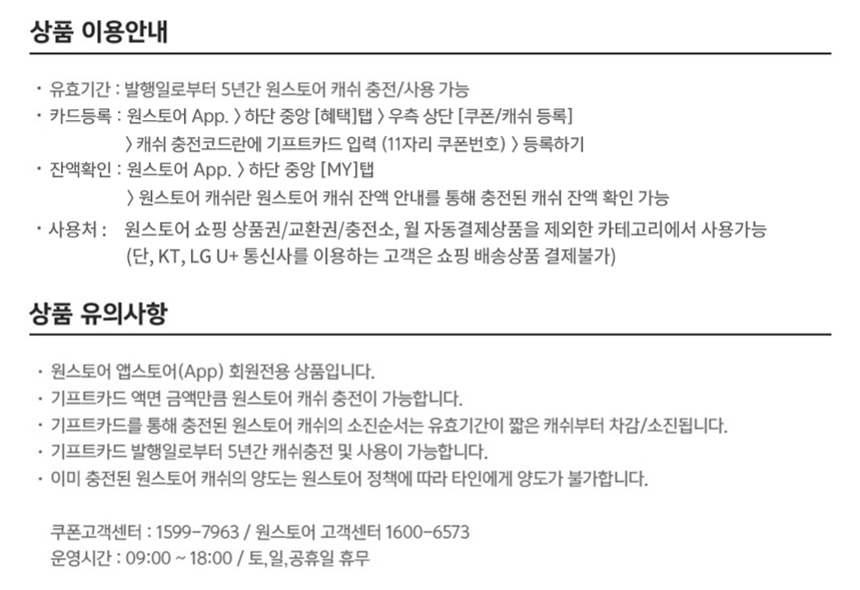 상품 이용안내
· 유효기간 : 발행일로부터 5년간 원스토어 캐쉬 충전/사용 가능
· 카드등록 : 원스토어 App. 〉하단 중앙 [혜택]탭 〉우측 상단 [쿠폰/캐쉬 등록]
〉캐쉬 충전코드란에 기프트카드 입력 (11자리 쿠폰번호) 〉등록하기
· 잔액확인 : 원스토어 App. 〉하단 중앙 [MY]탭
〉원스토어 캐쉬란 원스토어 캐쉬 잔액 안내를 통해 충전된 캐쉬 잔액 확인 가능
· 사용처 : 원스토어 쇼핑 상품권/교환권/충전소, 월 자동결제상품을 제외한 카테고리에서 사용가능
(단, KT, LG U+ 통신사를 이용하는 고객은 쇼핑 배송상품 결제불가)
상품 유의사항
· 원스토어 앱스토어(App) 회원전용 상품입니다.
· 기프트카드 액면 금액만큼 원스토어 캐쉬 충전이 가능합니다.
· 기프트카드를 통해 충전된 원스토어 캐쉬의 소진순서는 유효기간이 짧은 캐쉬부터 차감/소진됩니다.
· 기프트카드 발행일로부터 5년간 캐쉬충전 및 사용이 가능합니다.
· 이미 충전된 원스토어 캐쉬의 양도는 원스토어 정책에 따라 타인에게 양도가 불가합니다.
쿠폰고객센터 : 1599-7963 / 원스토어 고객센터 1600-6573
운영시간 : 09:00 ~ 18:00 / 토,일,공휴일 휴무